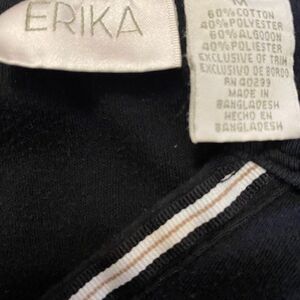 ERIKA
M
60% COTTON
40% POLYESTER
60% ALGODON
40% POLIESTER
EXCLUSIVE OF TRIM
EXCLUSIVO DE BORDO
RN 40299
MADE IN
BANGLADESH
HECHO EN
BANGLADESH